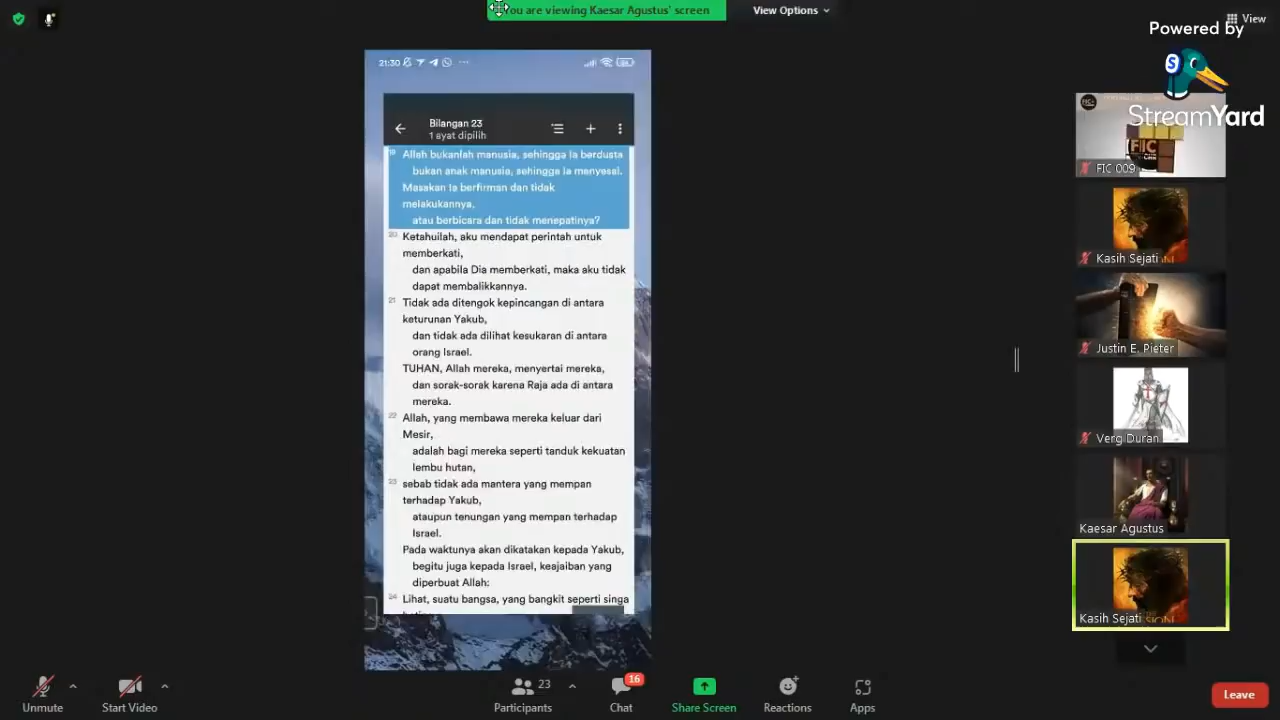 You are viewing Kaesar Agustus' screen
View Options
View
Powered by
StreamYard
21:30
Bilangan 23
1 ayat dipilih
19 Allah bukanlah manusia, sehingga Ia berdusta
bukan anak manusia, sehingga Ia menyesal.
Masakan Ia berfirman dan tidak
melakukannya,
atau berbicara dan tidak menepatinya?
20 Ketahuilah, aku mendapat perintah untuk
memberkati,
dan apabila Dia memberkati, maka aku tidak
dapat membalikkannya.
21 Tidak ada ditengok kepincangan di antara
keturunan Yakub,
dan tidak ada dilihat kesukaran di antara
orang Israel.
TUHAN, Allah mereka, menyertai mereka,
dan sorak-sorak karena Raja ada di antara
mereka.
22 Allah, yang membawa mereka keluar dari
Mesir,
adalah bagi mereka seperti tanduk kekuatan
lembu hutan,
23 sebab tidak ada mantera yang mempan
terhadap Yakub,
ataupun tenungan yang mempan terhadap
Israel.
Pada waktunya akan dikatakan kepada Yakub,
begitu juga kepada Israel, keajaiban yang
diperbuat Allah:
24 Lihat, suatu bangsa, yang bangkit seperti singa
FIC
FIC 009
Kasih Sejati
Justin E. Pieter
Verg Duran
Kaesar Agustus
Kasih Sejati
Unmute
Start Video
23
Participants
16
Chat
Share Screen
Reactions
Apps
Leave